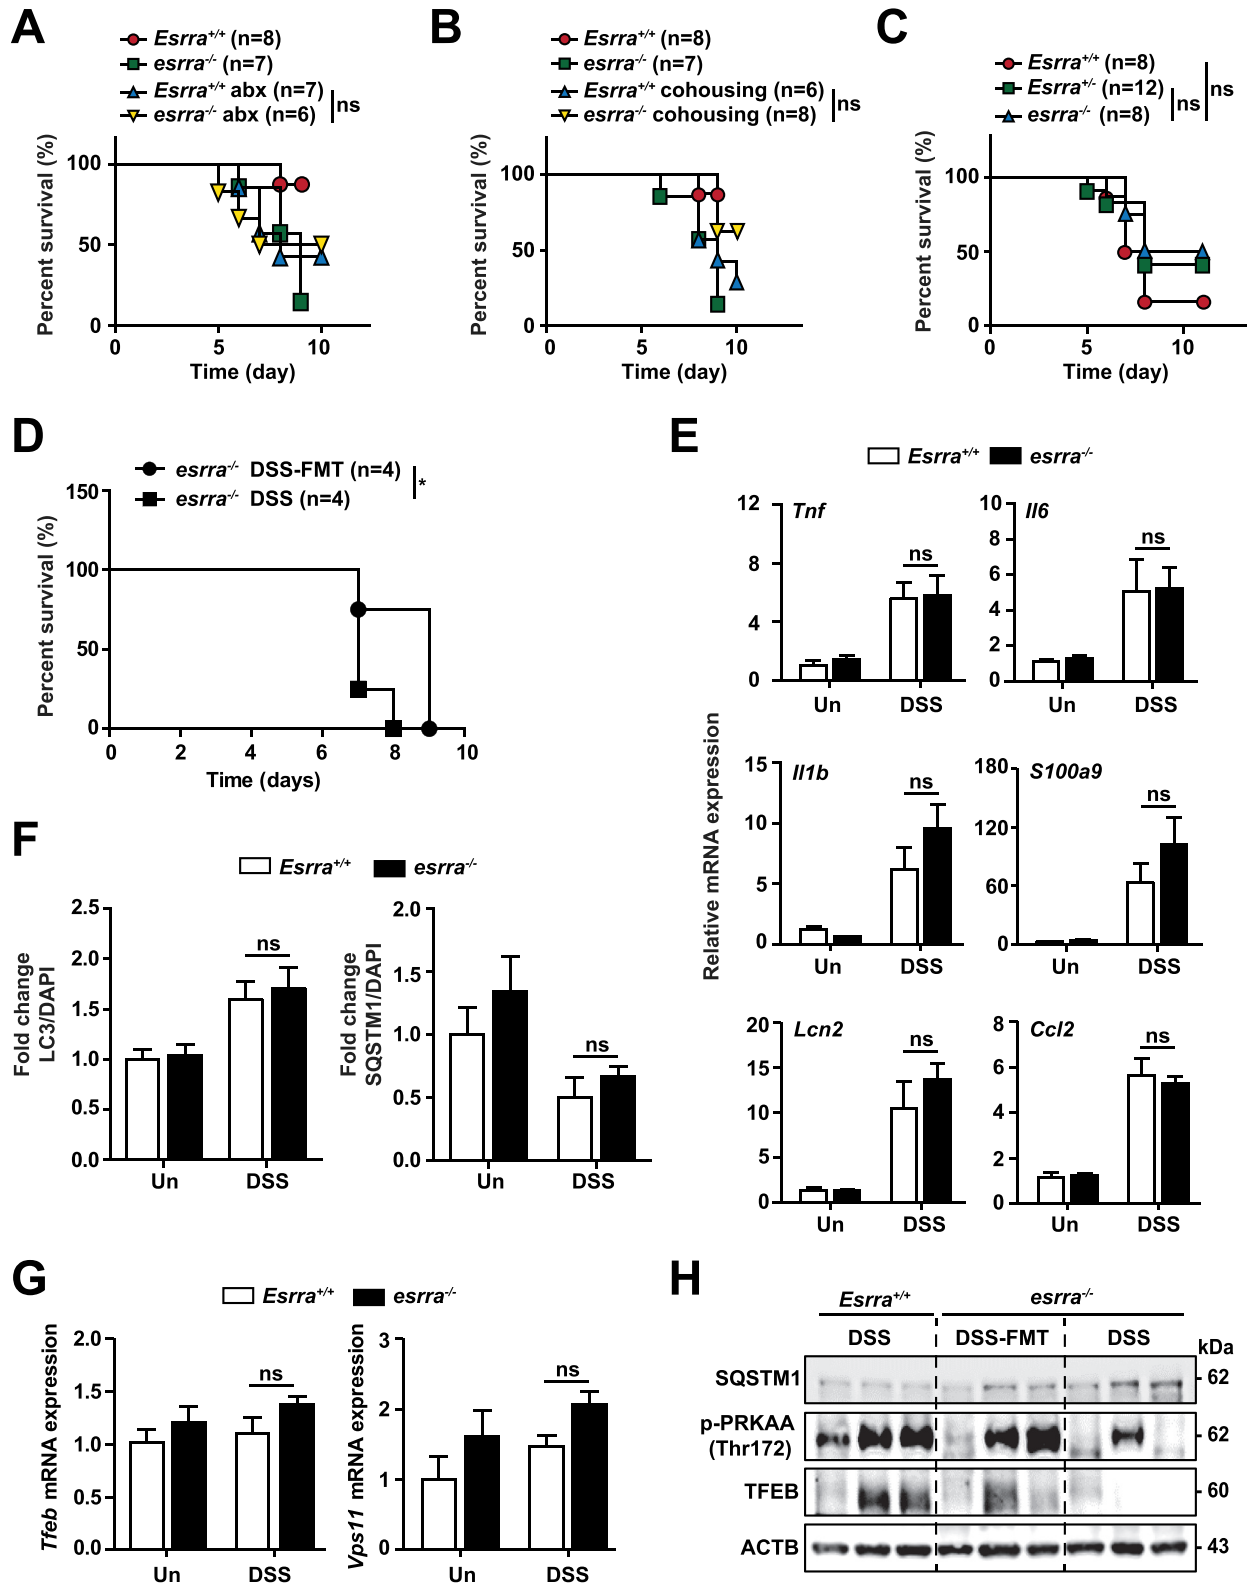 A
Esrra+/+ (n=8)
esrra-/- (n=7)
Esrra+/+ abx (n=7)
esrra-/- abx (n=6)
ns
Percent survival (%)
100
50
0
0 5 10
Time (day)
B
Esrra+/+ (n=8)
esrra-/- (n=7)
Esrra+/+ cohousing (n=6)
esrra-/- cohousing (n=8)
ns
Percent survival (%)
100
50
0
0 5 10
Time (day)
C
Esrra+/+ (n=8)
Esrra+/- (n=12)
esrra-/- (n=8)
ns
ns
Percent survival (%)
100
50
0
0 5 10
Time (day)
D
esrra-/- DSS-FMT (n=4)
esrra-/- DSS (n=4)
*
Percent survival (%)
150
100
50
0
0 2 4 6 8 10
Time (days)
E
Esrra+/+ esrra-/-
Relative mRNA expression
Tnf
12
8
4
0
ns
Un DSS
Il6
10
8
6
4
2
0
ns
Un DSS
Il1b
15
10
5
0
ns
Un DSS
S100a9
180
120
60
0
ns
Un DSS
Lcn2
20
15
10
5
0
ns
Un DSS
Ccl2
8
6
4
2
0
ns
Un DSS
F
Esrra+/+ esrra-/-
Fold change
LC3/DAPI
2.5
2.0
1.5
1.0
0.5
0.0
ns
Un DSS
Fold change
SQSTM1/DAPI
2.0
1.5
1.0
0.5
0.0
ns
Un DSS
G
Esrra+/+ esrra-/-
Tfeb mRNA expression
2.0
1.5
1.0
0.5
0.0
ns
Un DSS
Vps11 mRNA expression
3
2
1
0
ns
Un DSS
H
Esrra+/+ esrra-/-
DSS DSS-FMT DSS
kDa
SQSTM1 62
p-PRKAA
(Thr172) 62
TFEB 60
ACTB 43